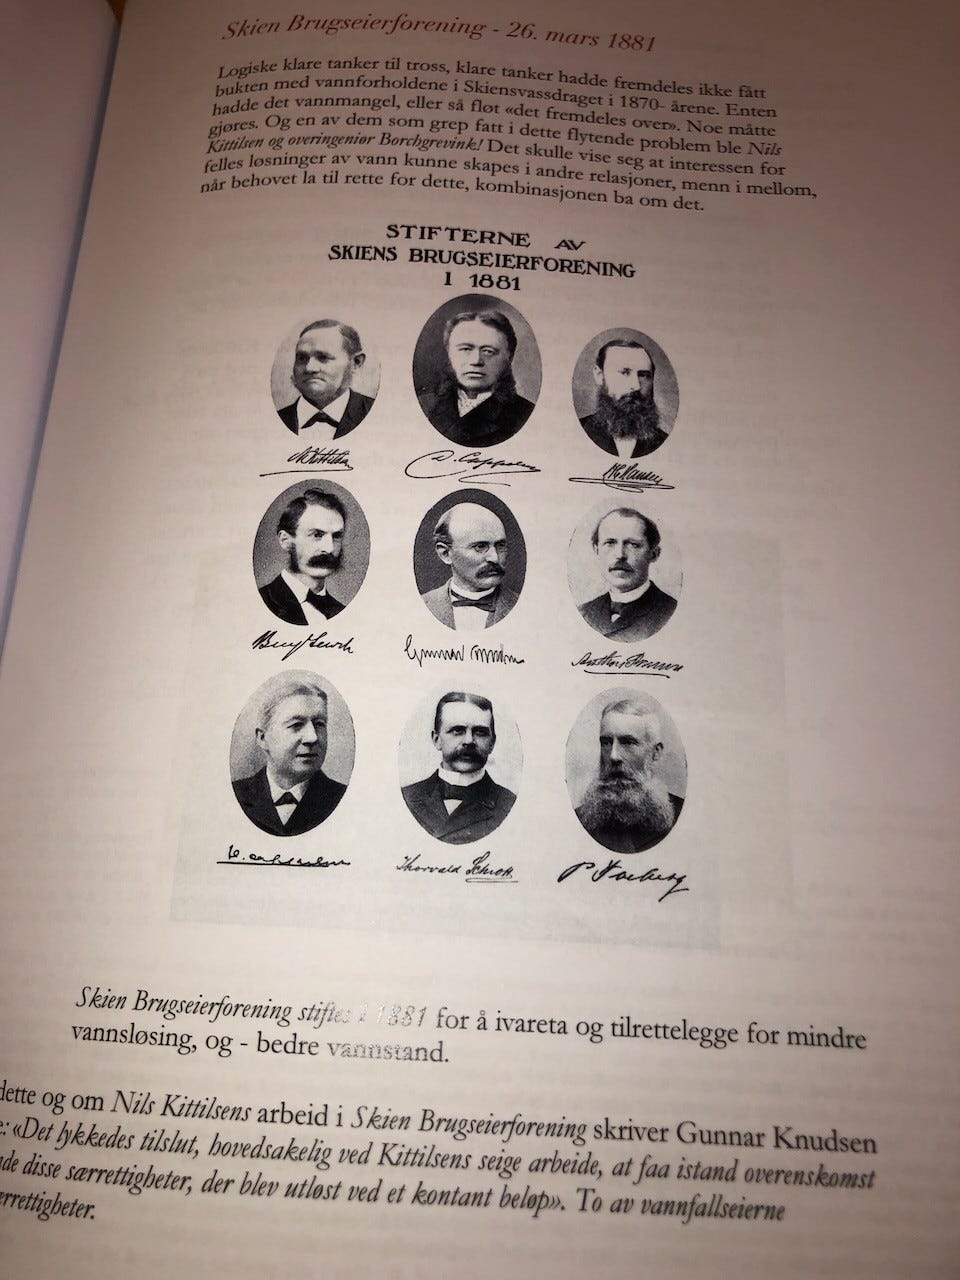 Skien Brugseierforening - 26. mars 1881
Logiske klare tanker til tross, klare tanker hadde fremdeles ikke fått
bukten med vannforholdene i Skiensvassdraget i 1870- årene. Enten
hadde det vannmangel, eller så fløt «det fremdeles over». Noe måtte
gjøres. Og en av dem som grep fatt i dette flytende problem ble Nils
Kittilsen og overingeniør Borchgrevink! Det skulle vise seg at interessen for
felles løsninger av vann kunne skapes i andre relasjoner, menn i mellom,
når behovet la til rette for dette, kombinasjonen ba om det.
STIFTERNE AV
SKIENS BRUGSEIERFORENING
I 1881
N Kittilsen
D. Cappelen
Gunnar Knudsen
Thorvald Schrott
Skien Brugseierforening stiftes i 1881 for å ivareta og tilrettelegge for mindre
vannsløsing, og - bedre vannstand.
dette og om Nils Kittilsens arbeid i Skien Brugseierforening skriver Gunnar Knudsen
«Det lykkedes tilslut, hovedsakelig ved Kittilsens seige arbeide, at faa istand overenskomst
disse særrettigheter, der blev utløst ved et kontant beløp». To av vannfallseierne